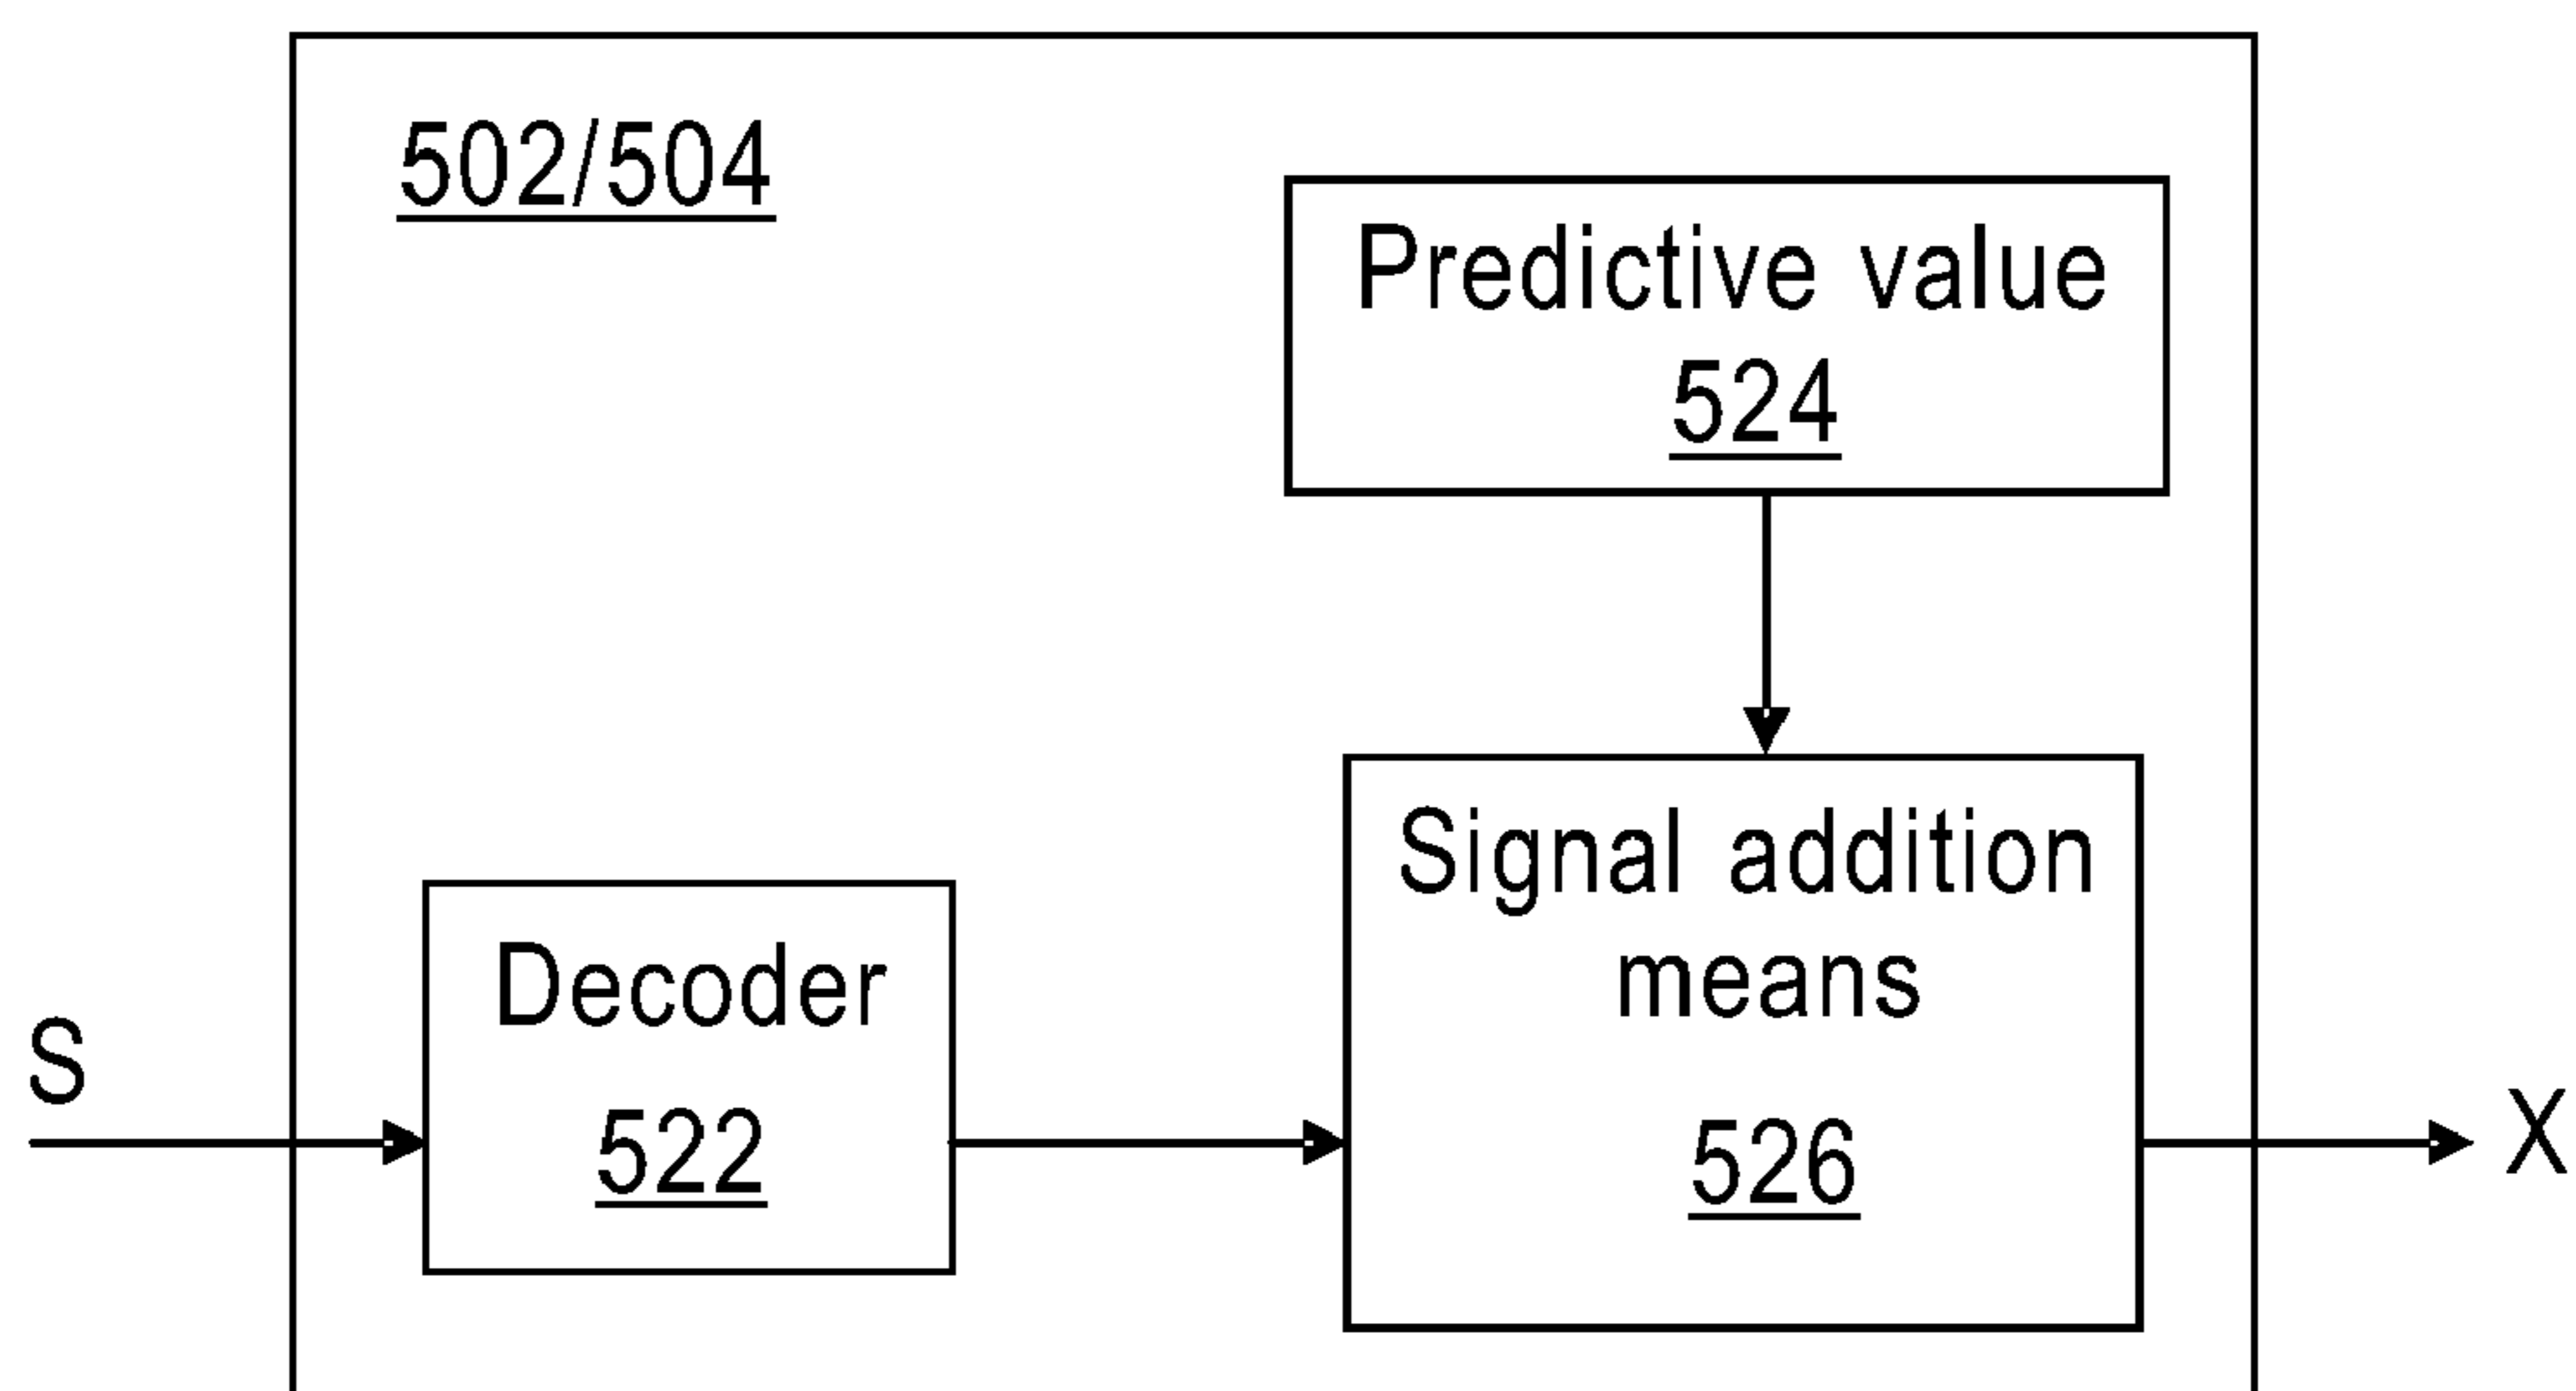 502/504
Predictive value
524
Signal addition
means
526
Decoder
522
S
X